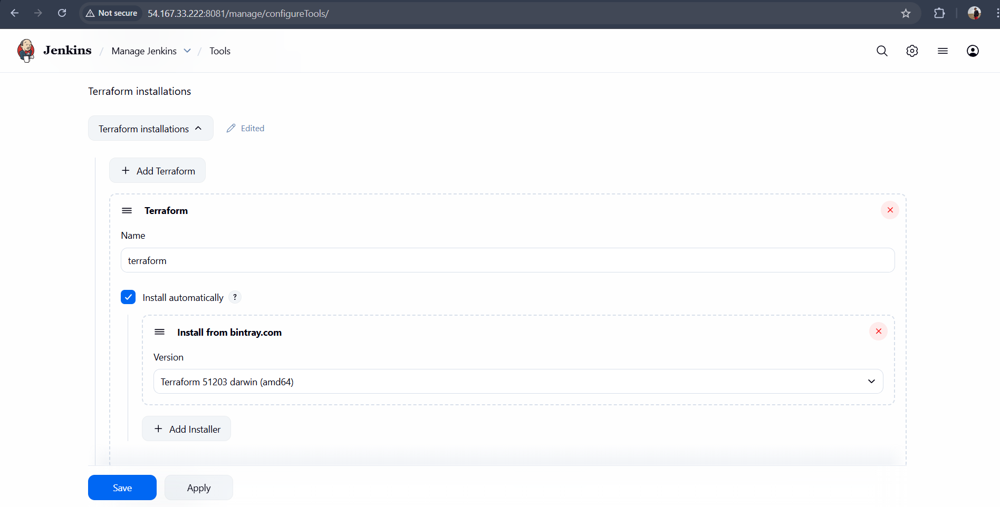 Not secure 54.167.33.222:8081/manage/configureTools/
Jenkins / Manage Jenkins / Tools
Terraform installations
Terraform installations Edited
+ Add Terraform
Terraform
Name
terraform
Install automatically ?
Install from bintray.com
Version
Terraform 51203 darwin (amd64)
+ Add Installer
Save Apply